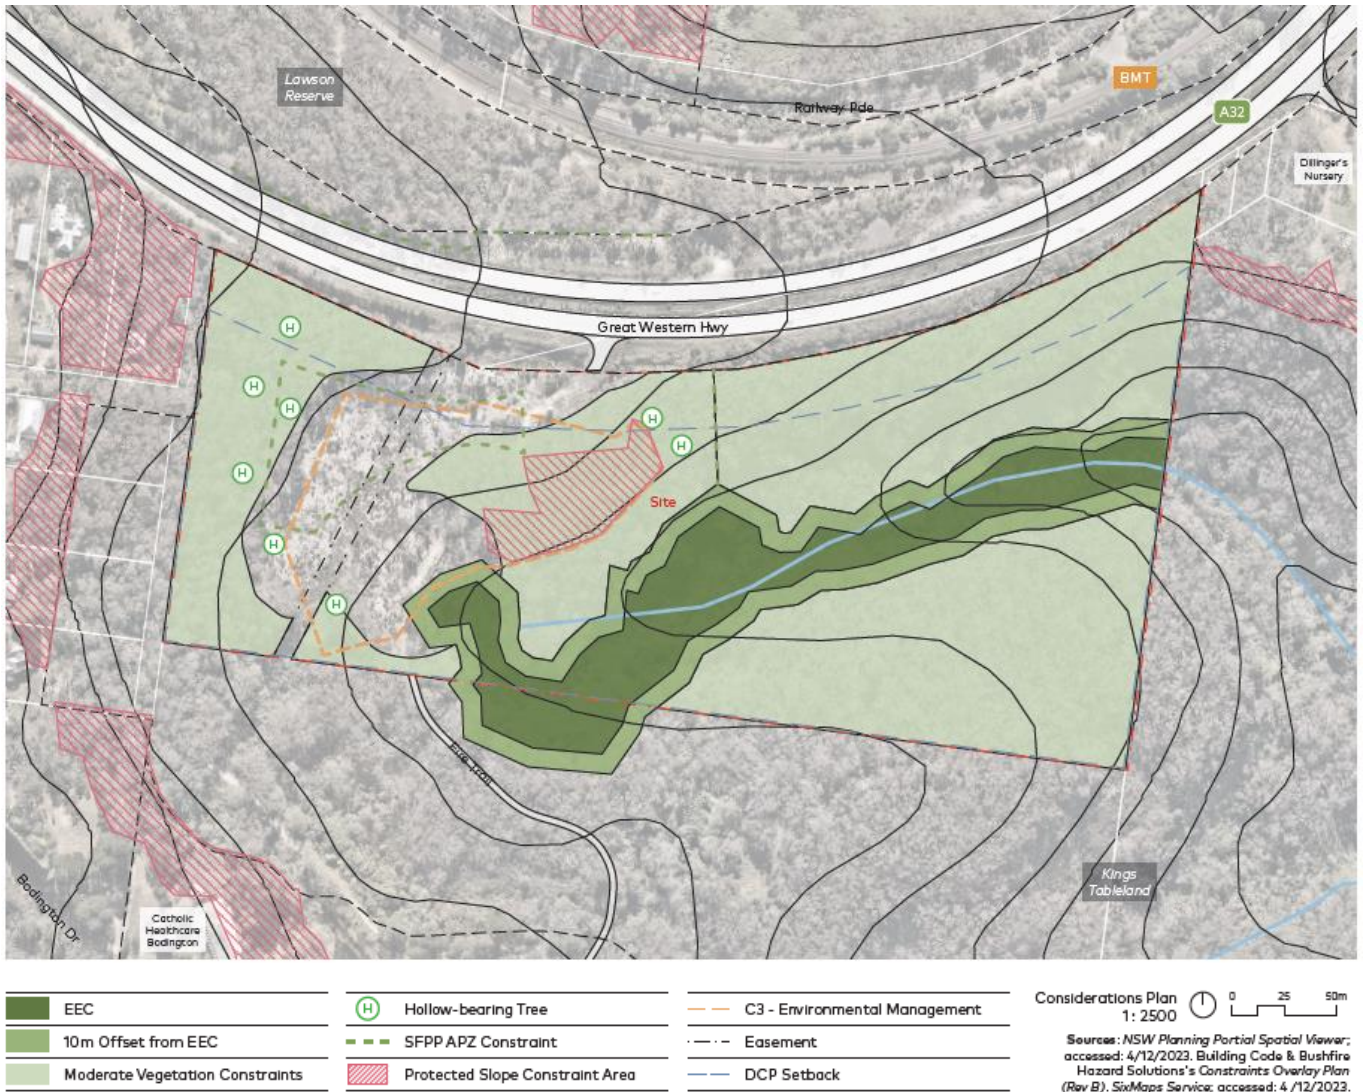 Lawson
Reserve
BMT
Railway Pde
A32
Dillinger's
Nursery
Great Western Hwy
H
H
H
H
H
H
H
H
Site
Fire Trail
Kings
Tableland
Bodington Dr
Catholic
Healthcare
Bodington
EEC
10m Offset from EEC
Moderate Vegetation Constraints
H Hollow-bearing Tree
SFPP APZ Constraint
Protected Slope Constraint Area
C3 - Environmental Management
Easement
DCP Setback
Considerations Plan
1: 2500
0 25 50m
Sources: NSW Planning Portial Spatial Viewer;
accessed: 4/12/2023. Building Code & Bushfire
Hazard Solutions's Constraints Overlay Plan
(Rev B). SixMaps Service; accessed: 4 /12/2023.